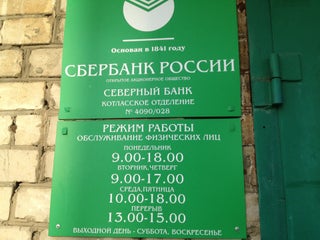 Основан в 1841 году
СБЕРБАНК РОССИИ
ОТКРЫТОЕ АКЦИОНЕРНОЕ ОБЩЕСТВО
СЕВЕРНЫЙ БАНК
КОТЛАССКОЕ ОТДЕЛЕНИЕ
№ 4090/028
РЕЖИМ РАБОТЫ
ОБСЛУЖИВАНИЕ ФИЗИЧЕСКИХ ЛИЦ
ПОНЕДЕЛЬНИК
9.00-18.00
ВТОРНИК,ЧЕТВЕРГ
9.00-17.00
СРЕДА,ПЯТНИЦА
10.00-18.00
ПЕРЕРЫВ
13.00-15.00
ВЫХОДНОЙ ДЕНЬ - СУББОТА, ВОСКРЕСЕНЬЕ